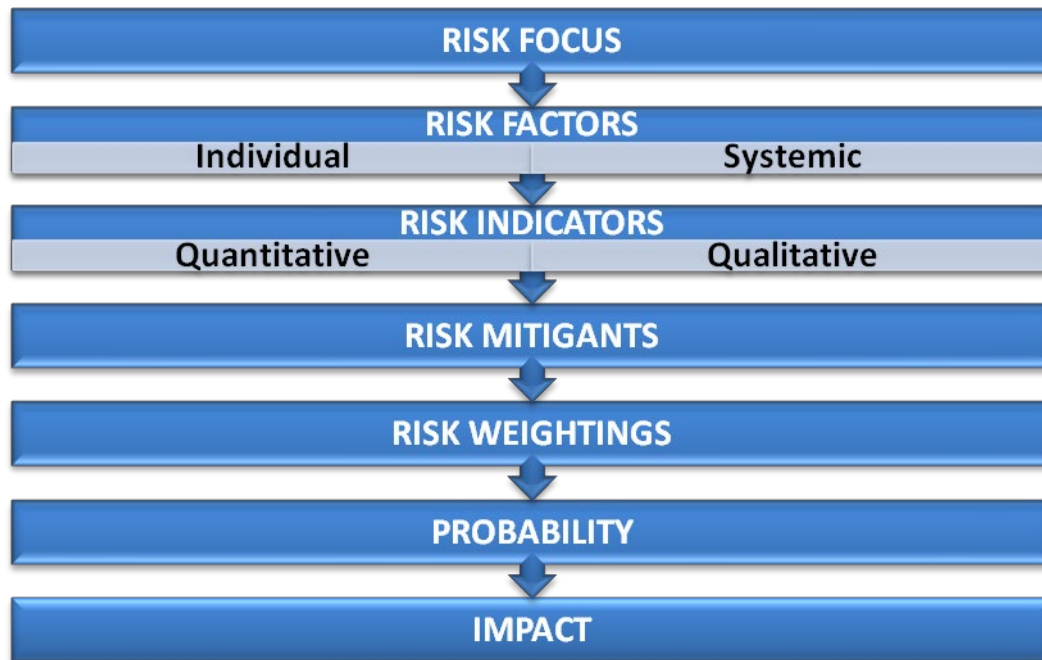 RISK FOCUS
RISK FACTORS
Individual Systemic
RISK INDICATORS
Quantitative Qualitative
RISK MITIGANTS
RISK WEIGHTINGS
PROBABILITY
IMPACT